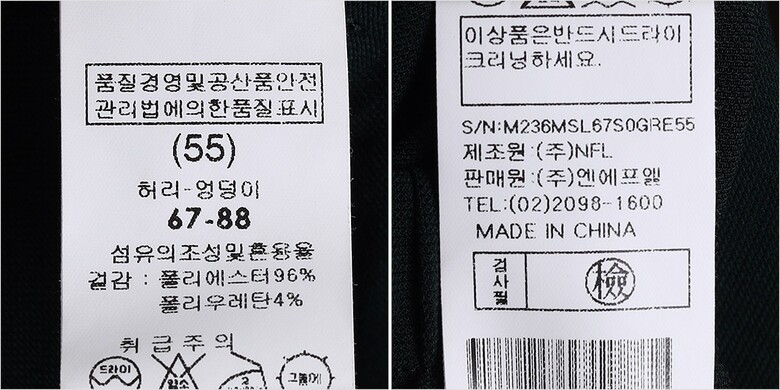 품질경영및공산품안전
관리법에의한품질표시
(55)
허리-엉덩이
67-88
섬유의조성및혼용율
겉감 : 폴리에스터96%
폴리우레탄4%
취급주의
드라이
이상품은반드시드라이
크리닝하세요.
S/N:M236MSL67S0GRE55
제조원:(주)NFL
판매원:(주)엔에프엘
TEL:(02)2098-1600
MADE IN CHINA
검사필
檢